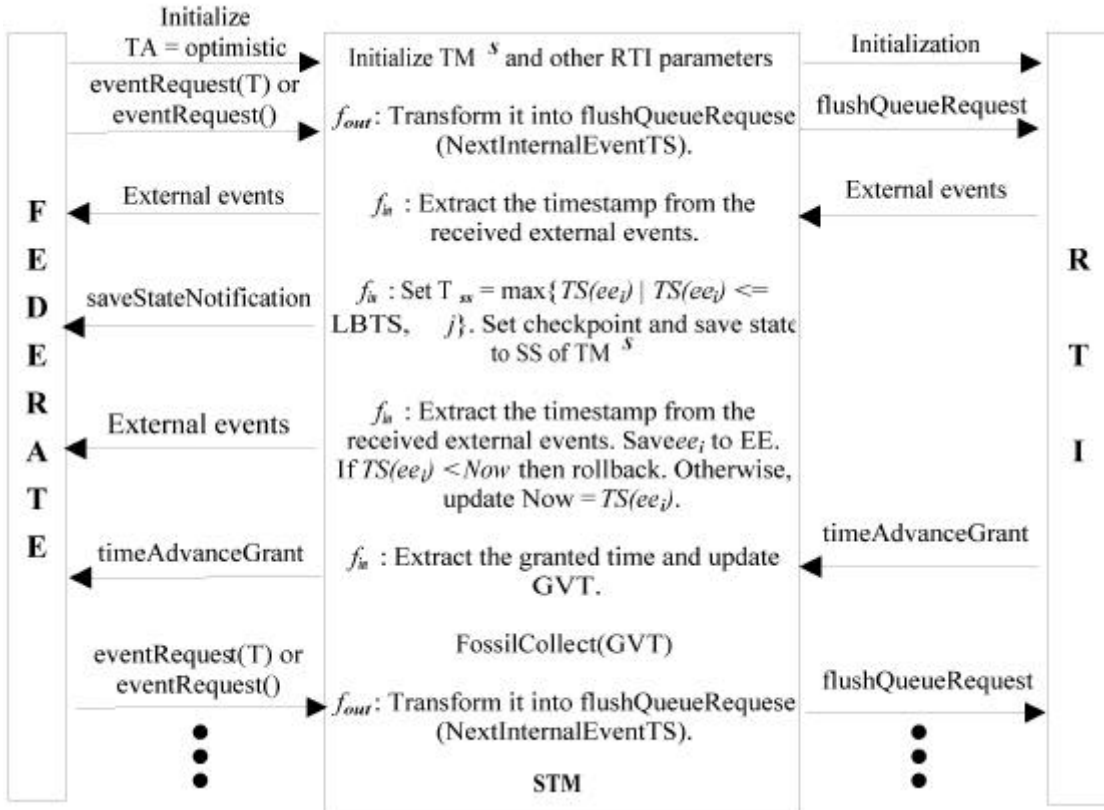 Initialize
TA = optimistic
Initialize TM S and other RTI parameters
Initialization
eventRequest(T) or
eventRequest()
fout: Transform it into flushQueueRequese
(NextInternalEventTS).
flushQueueRequest
External events
fin : Extract the timestamp from the
received external events.
External events
saveStateNotification
fin : Set T ss = max{TS(eei) | TS(eei) <=
LBTS, j}. Set checkpoint and save state
to SS of TM S
External events
fin : Extract the timestamp from the
received external events. Saveeei to EE.
If TS(eei) < Now then rollback. Otherwise,
update Now = TS(eei).
timeAdvanceGrant
fin : Extract the granted time and update
GVT.
timeAdvanceGrant
FossilCollect(GVT)
eventRequest(T) or
eventRequest()
fout: Transform it into flushQueueRequese
(NextInternalEventTS).
flushQueueRequest
STM
FEDERATE
RTI